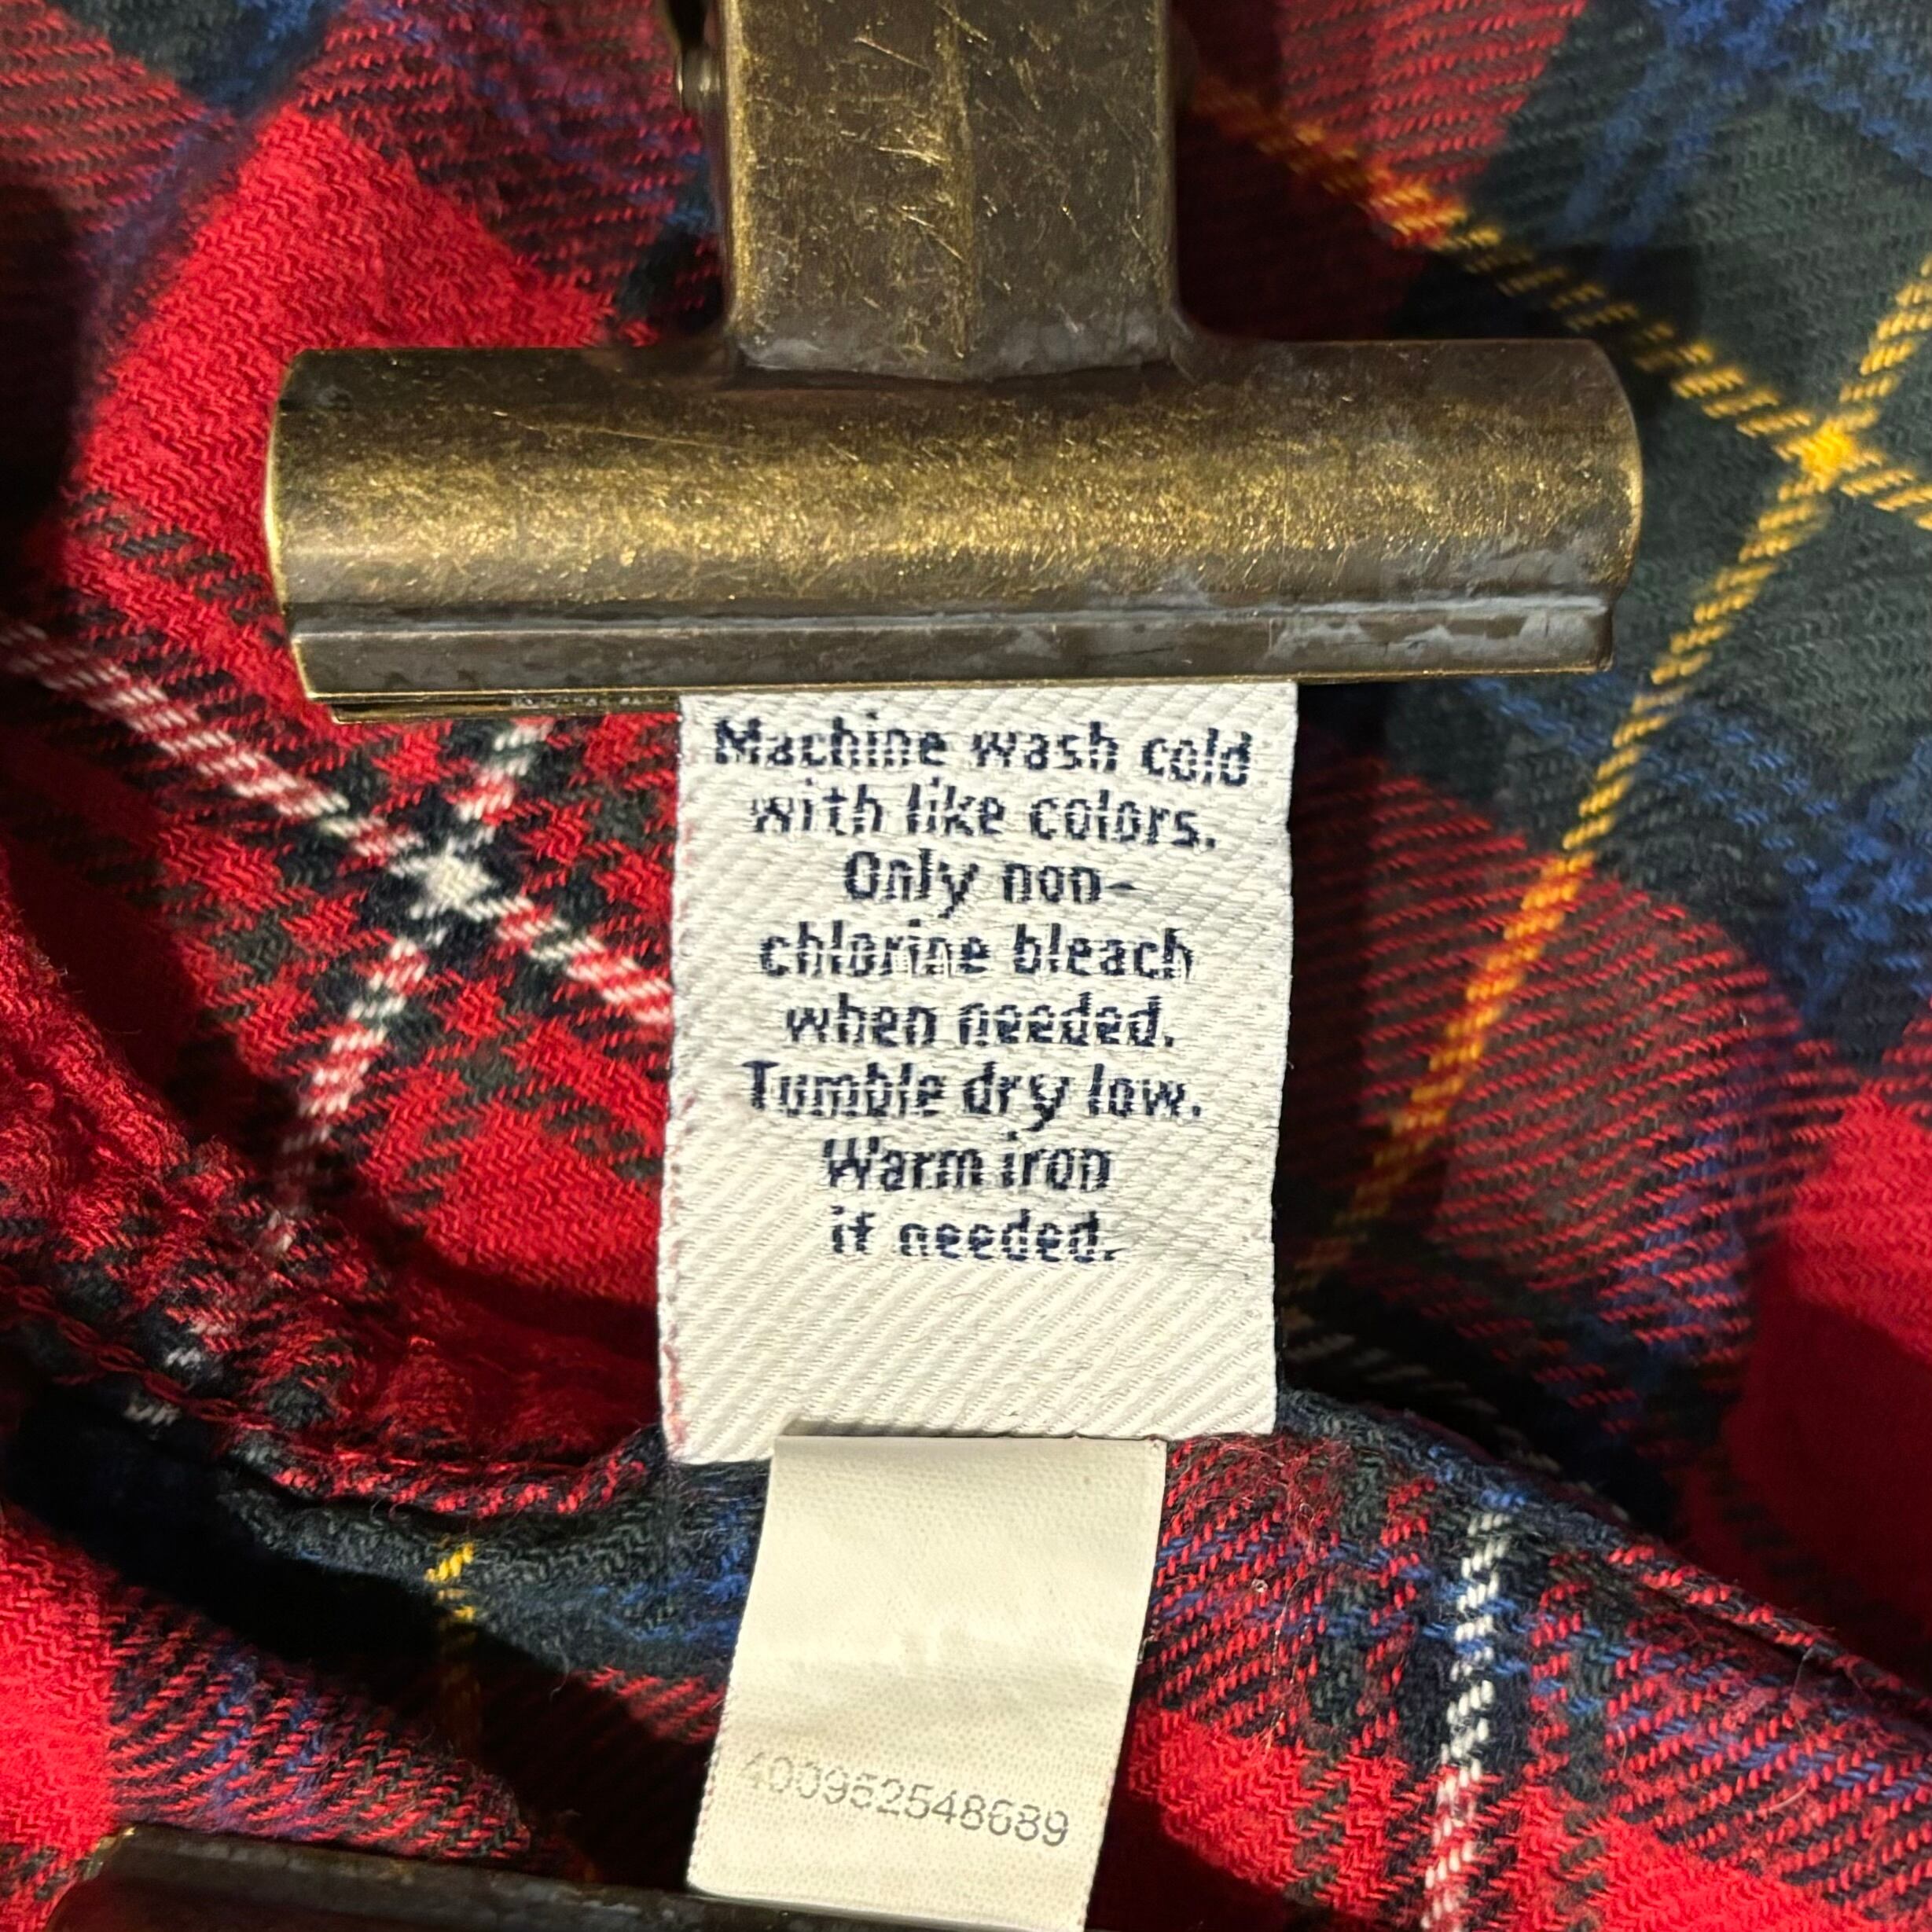 Machine wash cold
with like colors.
Only non-
chlorine bleach
when needed.
Tumble dry low.
Warm iron
if needed.
400952548689